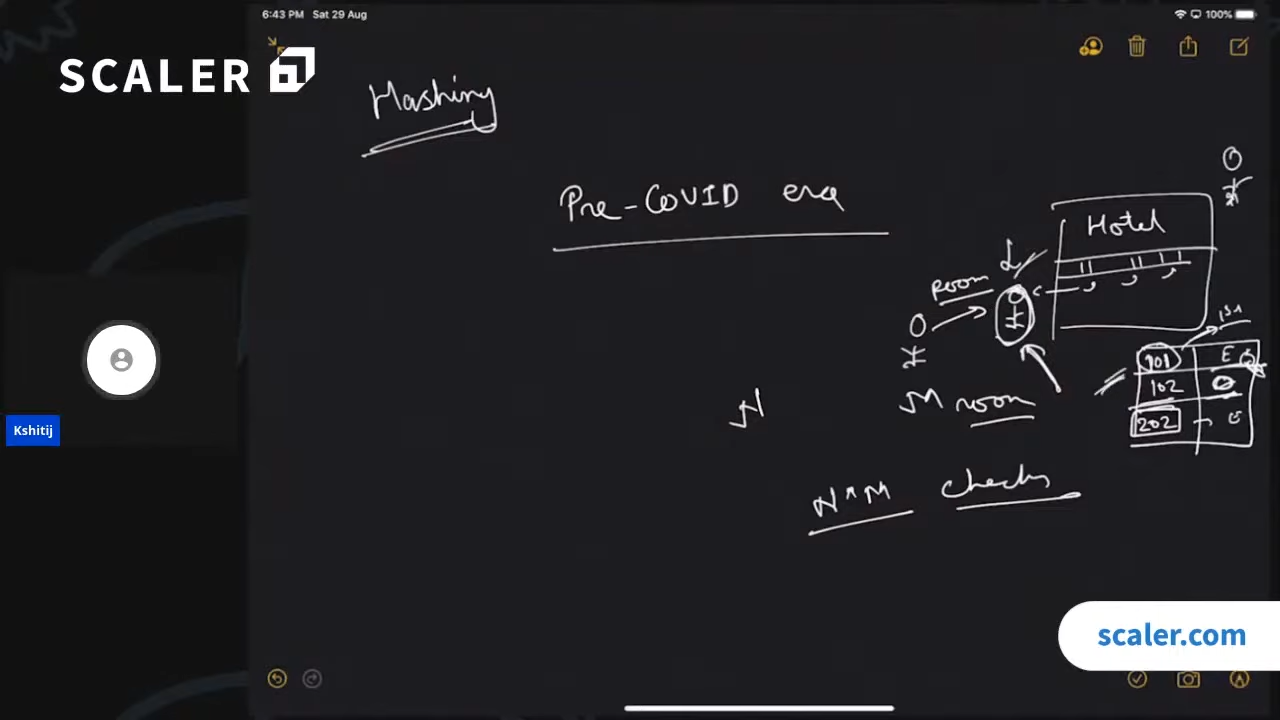 6:43 PM Sat 29 Aug
100%
SCALER
Hashing
Pre-COVID era
Hotel
room
101 E
102
202 E
Kshitij
N
M room
N*M checks
scaler.com